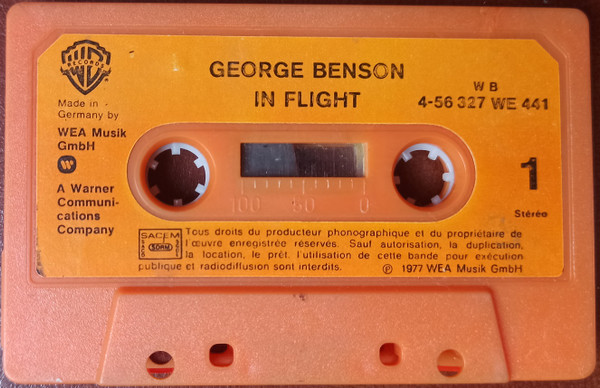 GEORGE BENSON
IN FLIGHT
W B
4-56 327 WE 441
RECORDS
Made in -
Germany by
WEA Musik
GmbH
A Warner
Communi-
cations
Company
1
Stéréo
100 50 0
SACEM
SDRM
Tous droits du producteur phonographique et du propriétaire de
l'œuvre enregistrée réservés. Sauf autorisation, la duplication,
la location, le prêt, l'utilisation de cette bande pour exécution
publique et radiodiffusion sont interdits.
℗ 1977 WEA Musik GmbH